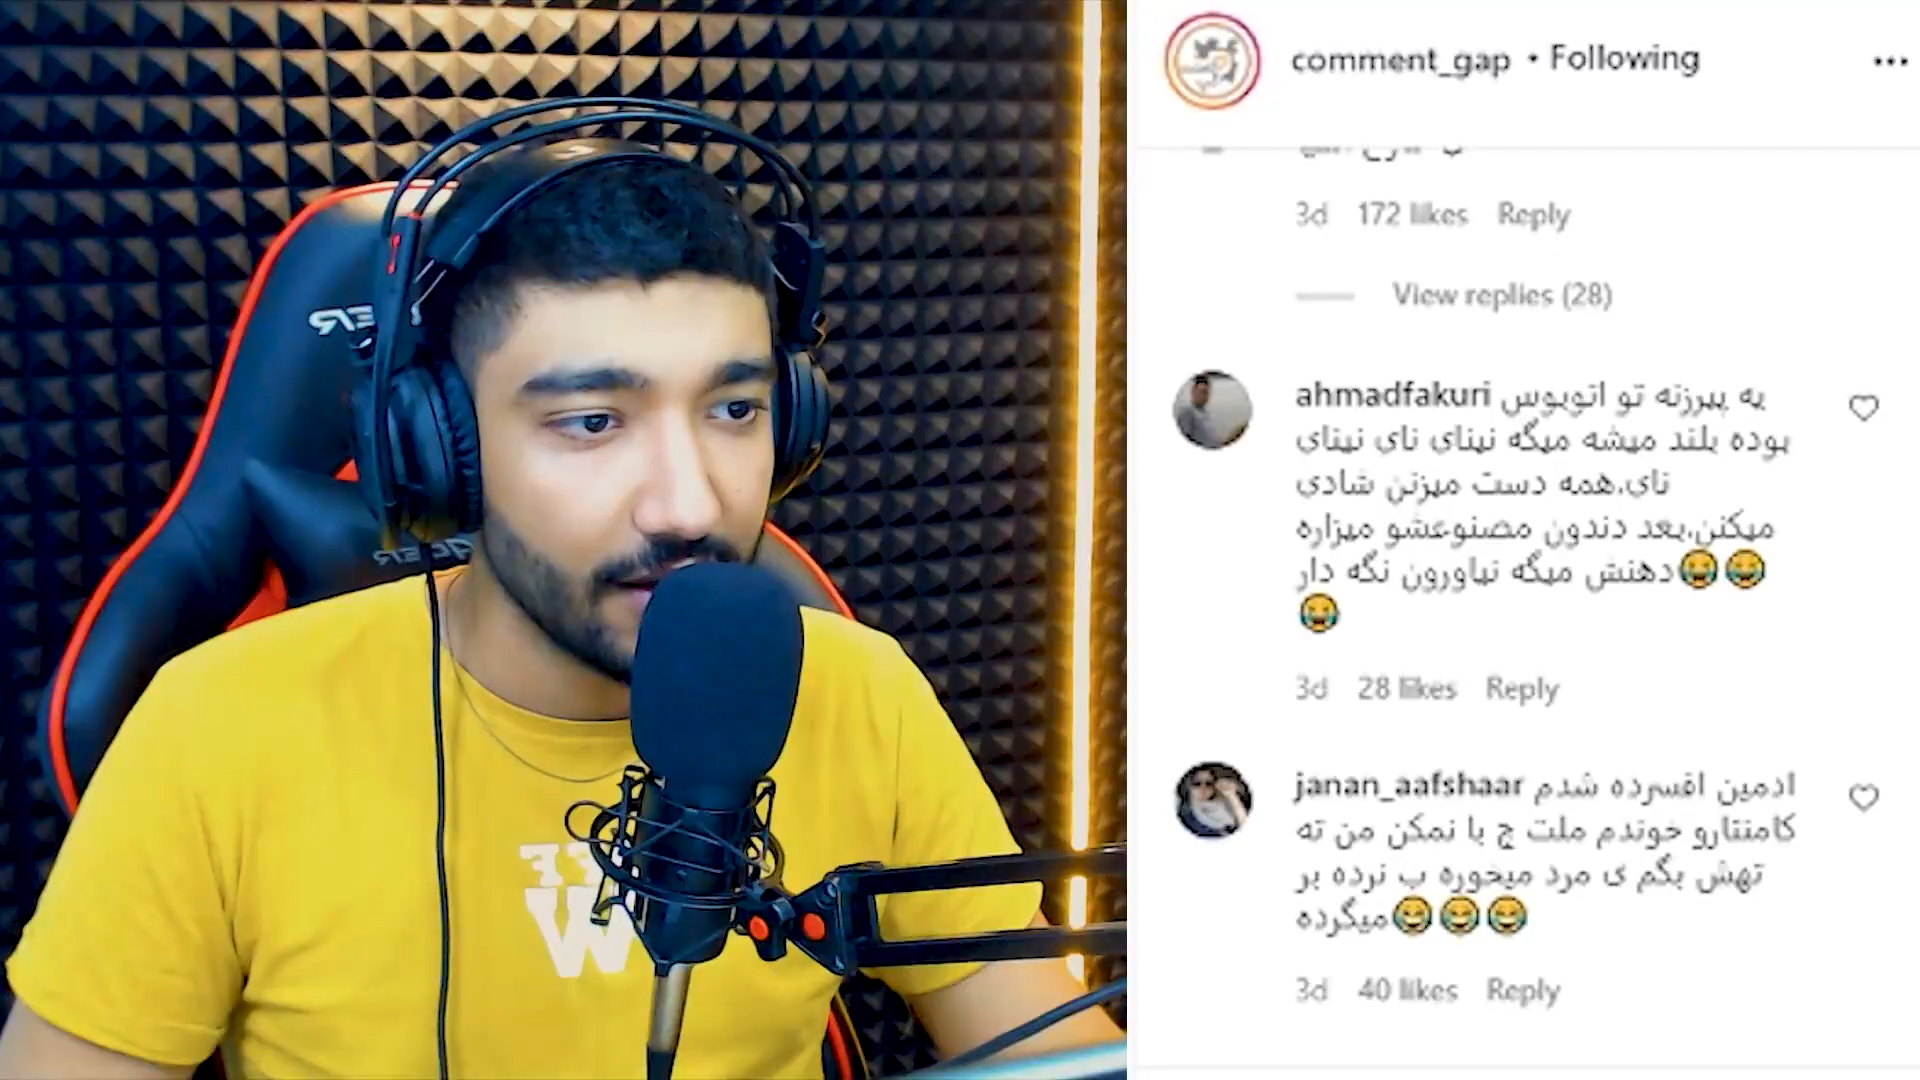 comment_gap • Following
3d 172 likes Reply
View replies (28)
ahmadfakuri یه پیرزنه تو اتوبوس
بوده بلند میشه میگه نینای نای نینای
نای.همه دست میزنن شادی
میکنن.بعد دندون مصنوعشو میزاره
دهنش میگه نیاورون نگه دار😂😂
😂
3d 28 likes Reply
janan_aafshaar ادمین افسرده شدم
کامنتارو خوندم ملت چ با نمکن من ته
تهش بگم ی مرد میخوره ب نرده بر
میگرده😂😂😂
3d 40 likes Reply
W